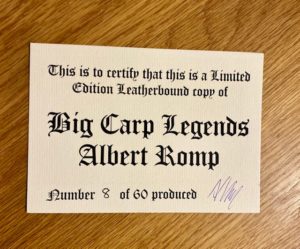 This is to certify that this is a Limited
Edition Leatherbound copy of
Big Carp Legends
Albert Romp
Number 8 of 60 produced